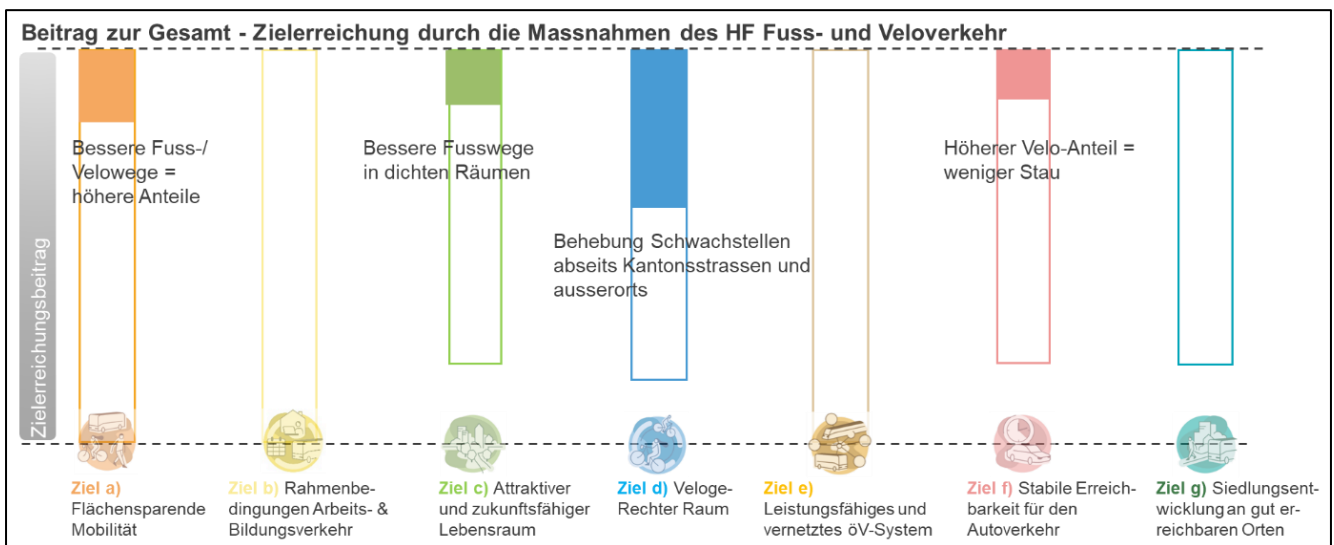 Beitrag zur Gesamt - Zielerreichung durch die Massnahmen des HF Fuss- und Veloverkehr
Zielerreichungsbeitrag
Bessere Fuss-/
Velowege =
höhere Anteile
Bessere Fusswege
in dichten Räumen
Behebung Schwachstellen
abseits Kantonsstrassen und
ausserorts
Höherer Velo-Anteil =
weniger Stau
Ziel a)
Flächensparende
Mobilität
Ziel b) Rahmenbe-
dingungen Arbeits- &
Bildungsverkehr
Ziel c) Attraktiver
und zukunftsfähiger
Lebensraum
Ziel d) Veloge-
Rechter Raum
Ziel e)
Leistungsfähiges und
vernetztes öV-System
Ziel f) Stabile Erreich-
barkeit für den
Autoverkehr
Ziel g) Siedlungsent-
wicklung an gut er-
reichbaren Orten